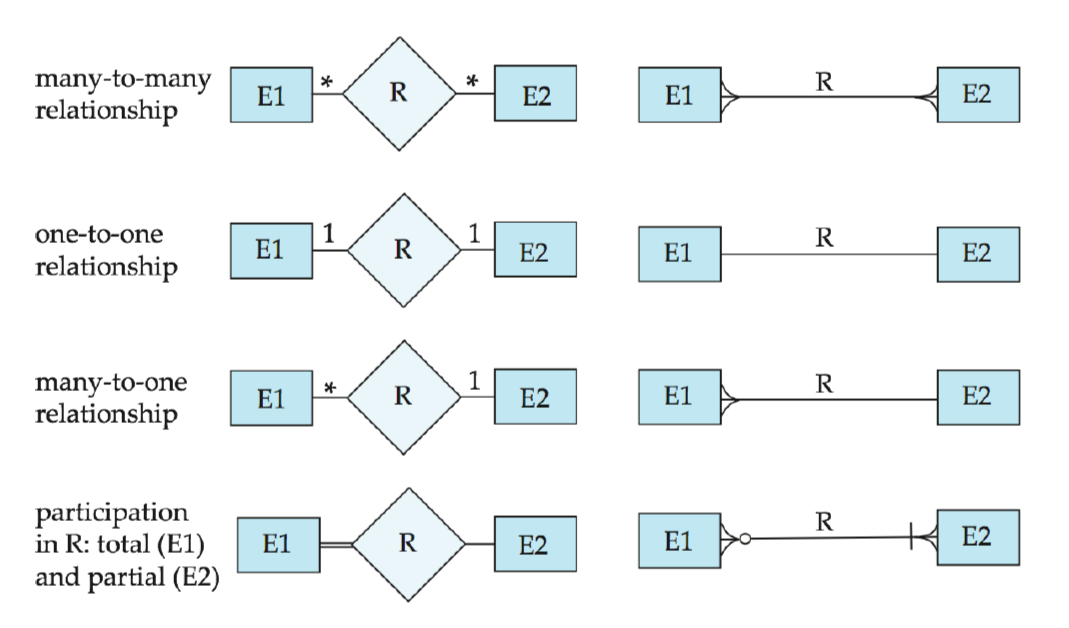 many-to-many
relationship
E1 * R * E2
E1 R E2
one-to-one
relationship
E1 1 R 1 E2
E1 R E2
many-to-one
relationship
E1 * R 1 E2
E1 R E2
participation
in R: total (E1)
and partial (E2)
E1 R E2
E1 R E2